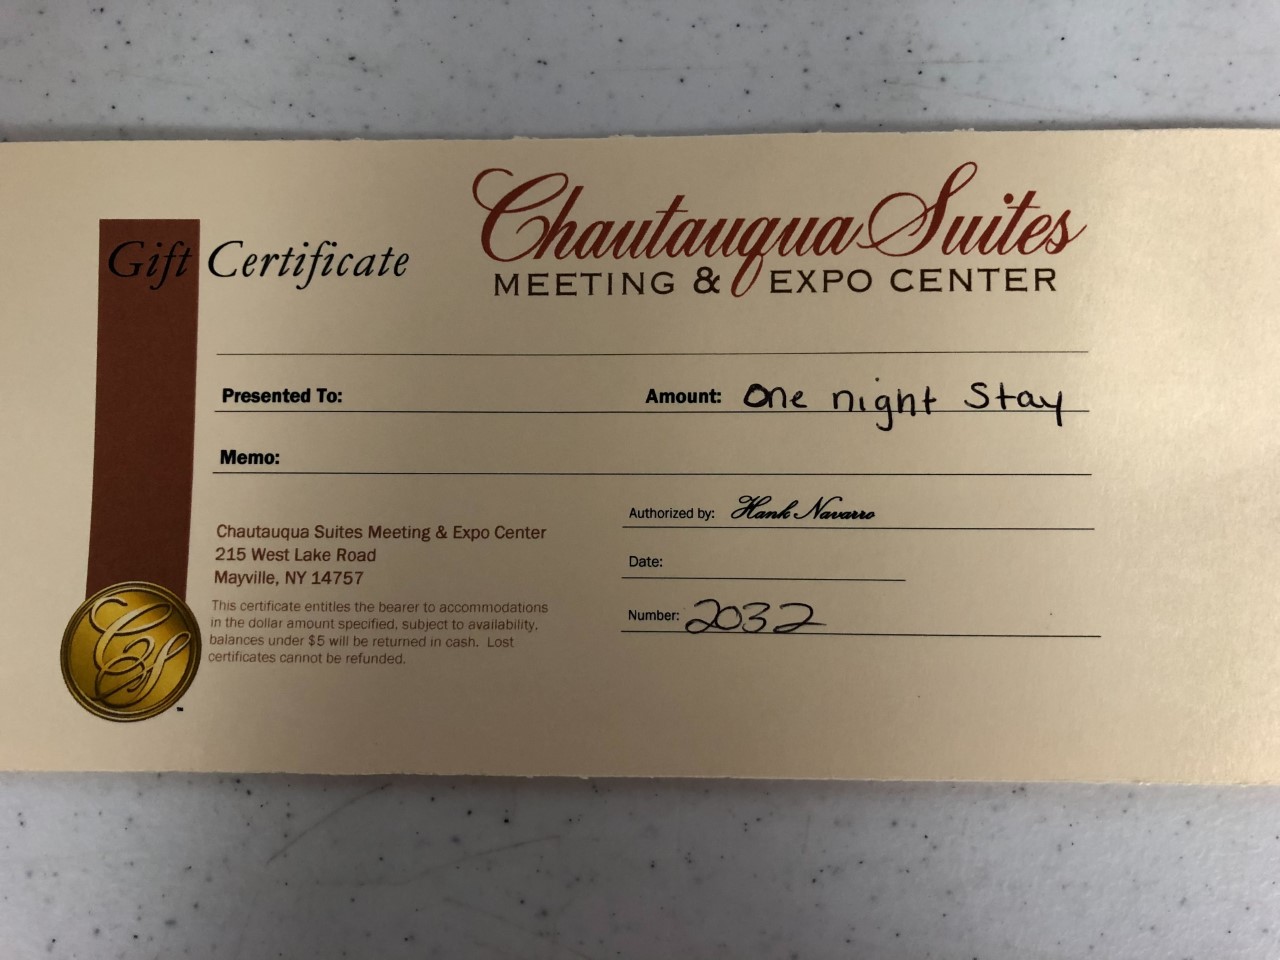 Gift Certificate
Chautauqua Suites
MEETING & EXPO CENTER
Presented To:
Amount: One night Stay
Memo:
Authorized by: Hank Navarro
Date:
Number: 2032
Chautauqua Suites Meeting & Expo Center
215 West Lake Road
Mayville, NY 14757
This certificate entitles the bearer to accommodations
in the dollar amount specified, subject to availability,
balances under $5 will be returned in cash. Lost
certificates cannot be refunded.
CS
™